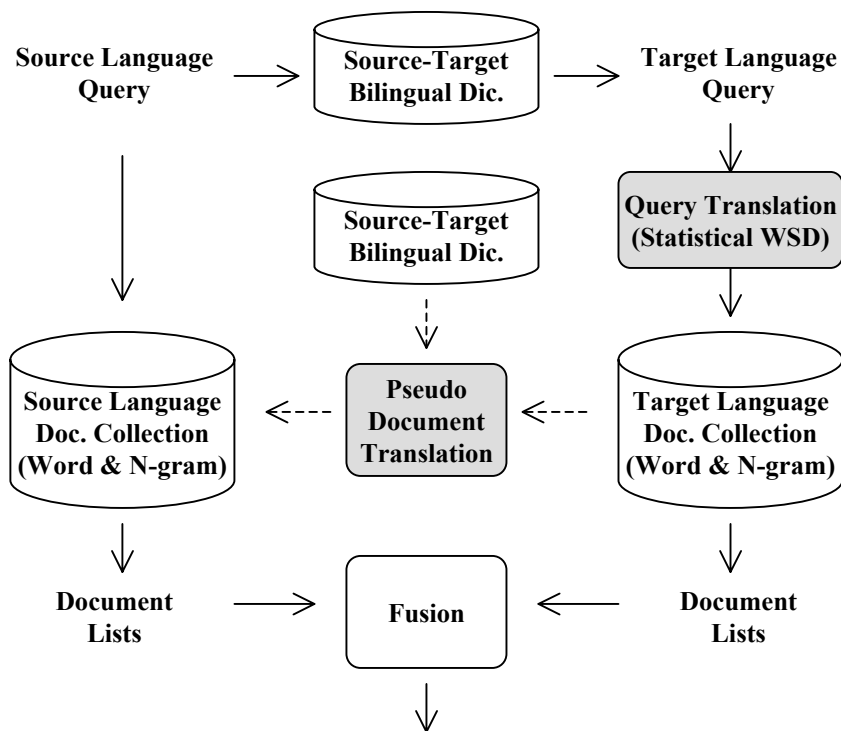 Source Language
Query
Source-Target
Bilingual Dic.
Target Language
Query
Source-Target
Bilingual Dic.
Query Translation
(Statistical WSD)
Source Language
Doc. Collection
(Word & N-gram)
Pseudo
Document
Translation
Target Language
Doc. Collection
(Word & N-gram)
Document
Lists
Fusion
Document
Lists